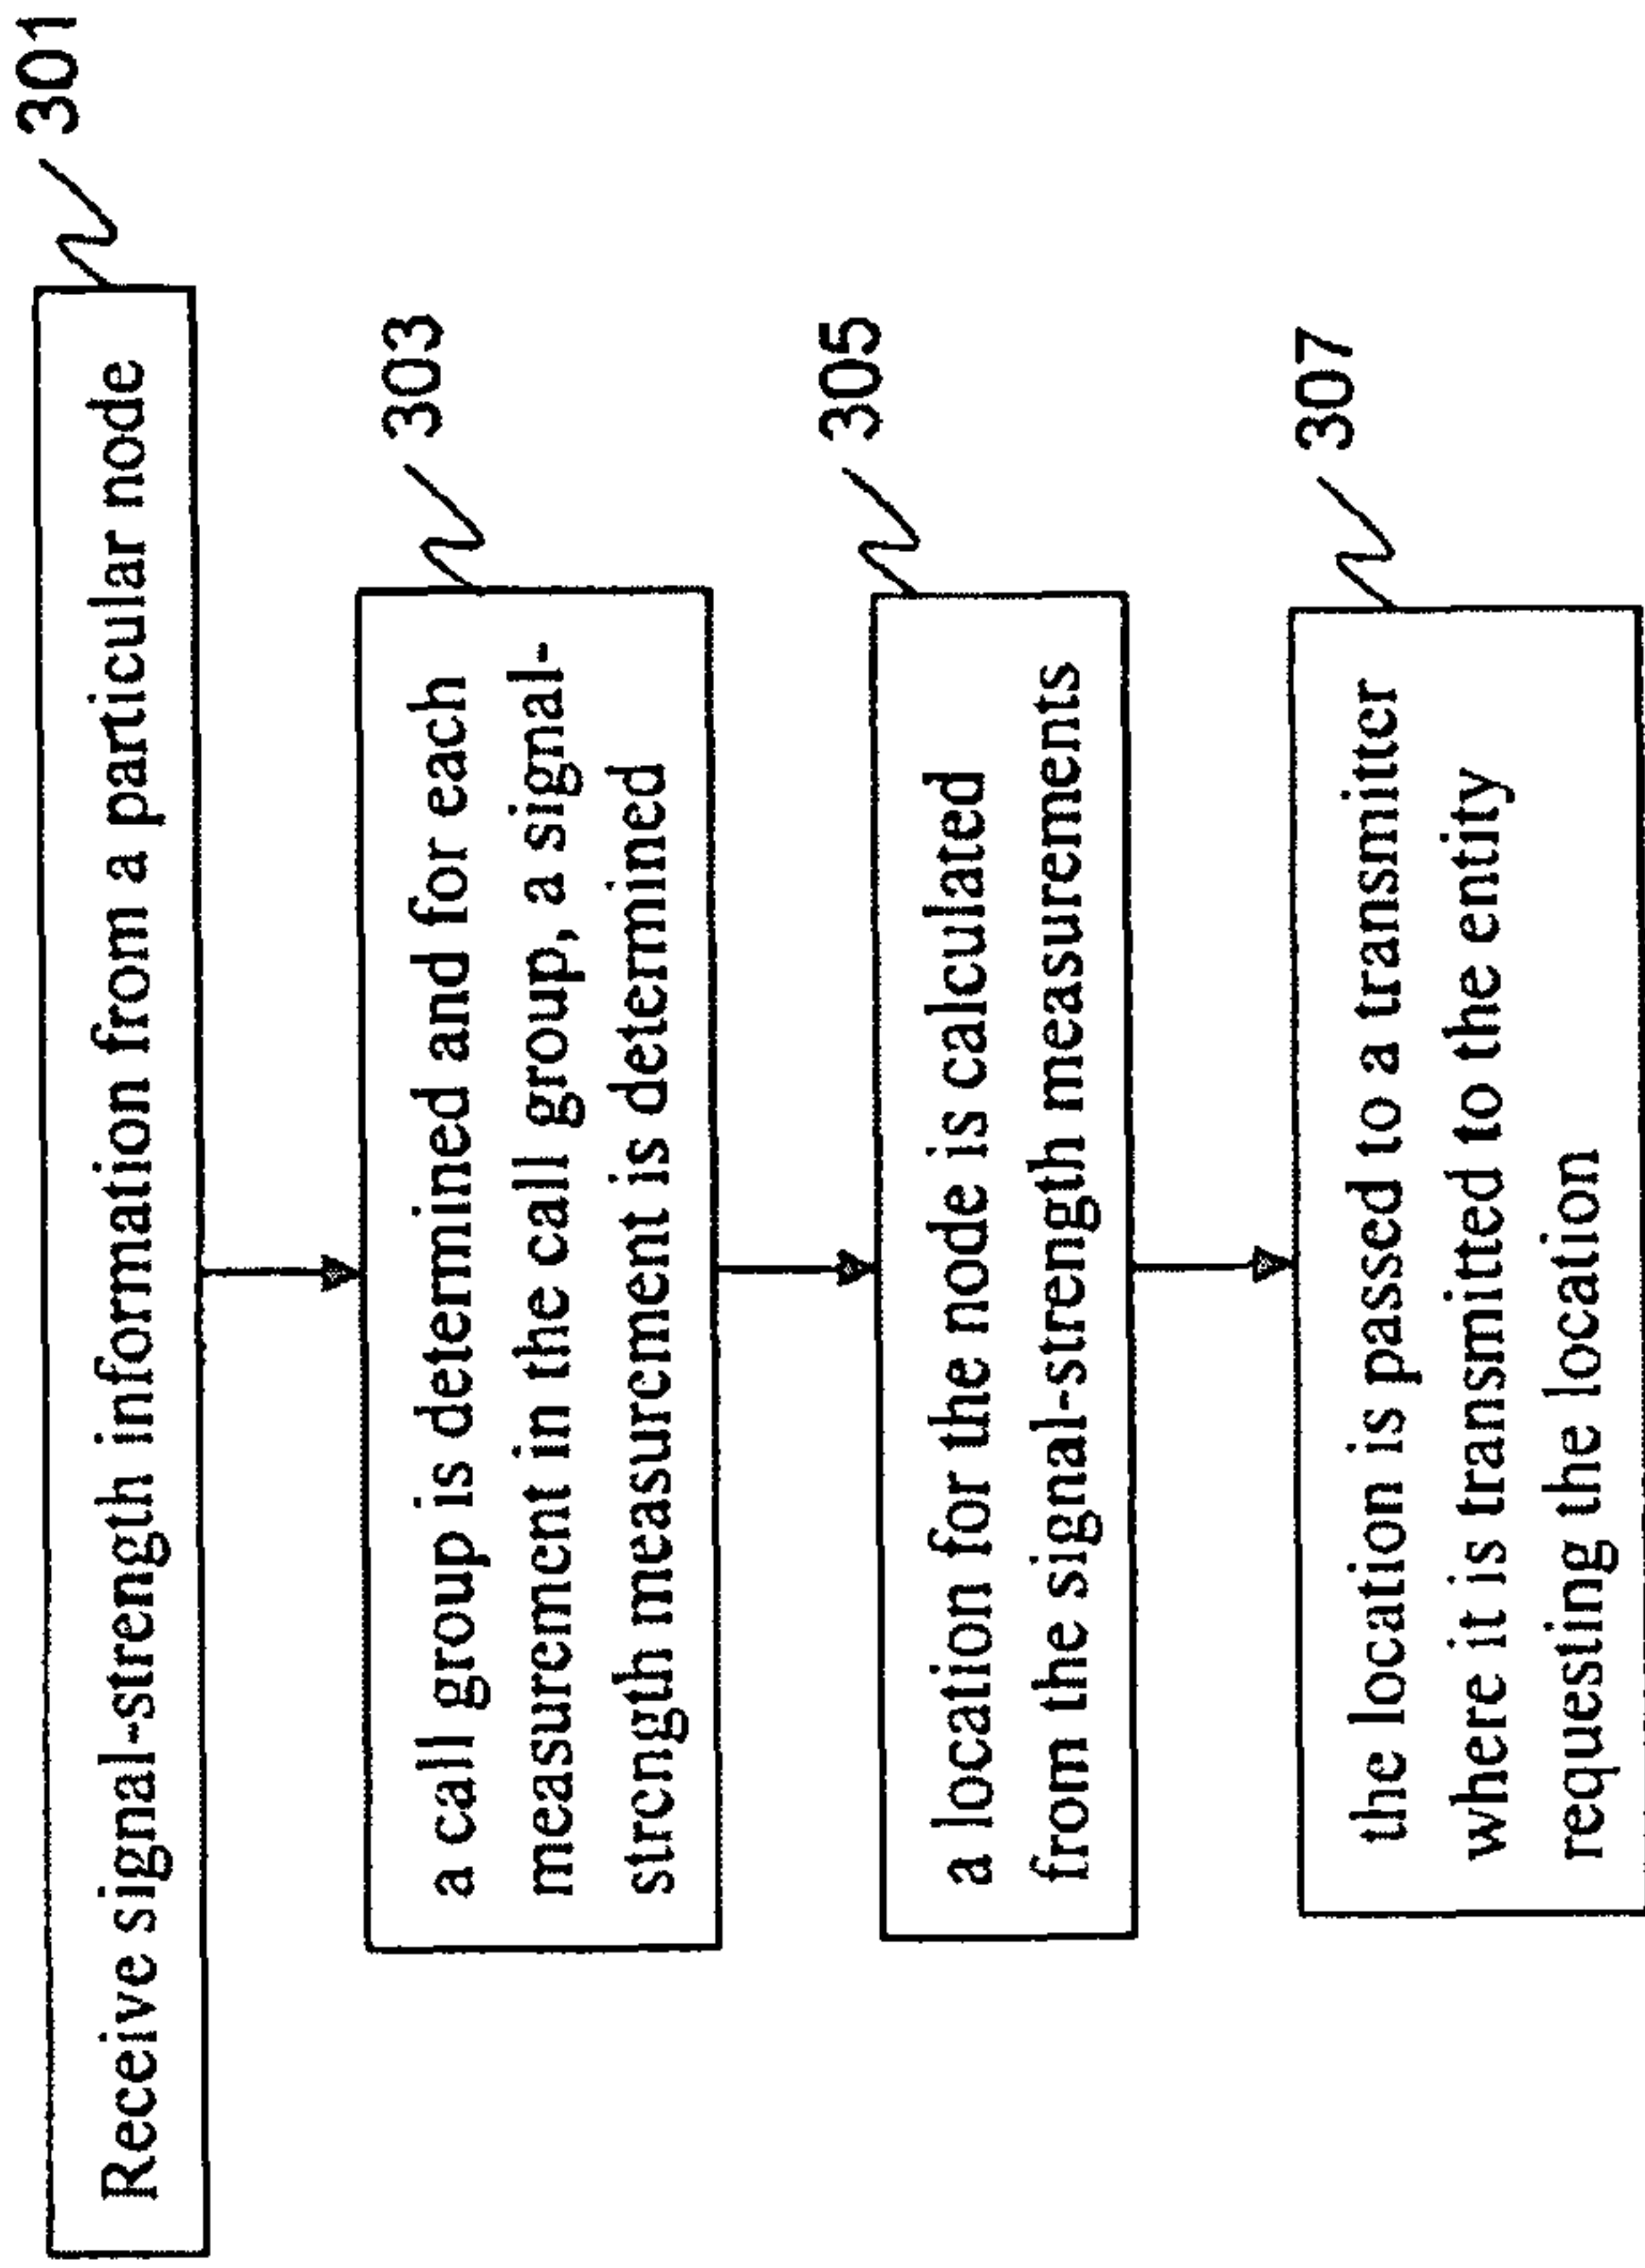 Receive signal-strength information from a particular node
301
a call group is determined and for each
measurement in the call group, a signal-
strength measurement is determined
303
a location for the node is calculated
from the signal-strength measurements
305
the location is passed to a transmitter
where it is transmitted to the entity
requesting the location
307